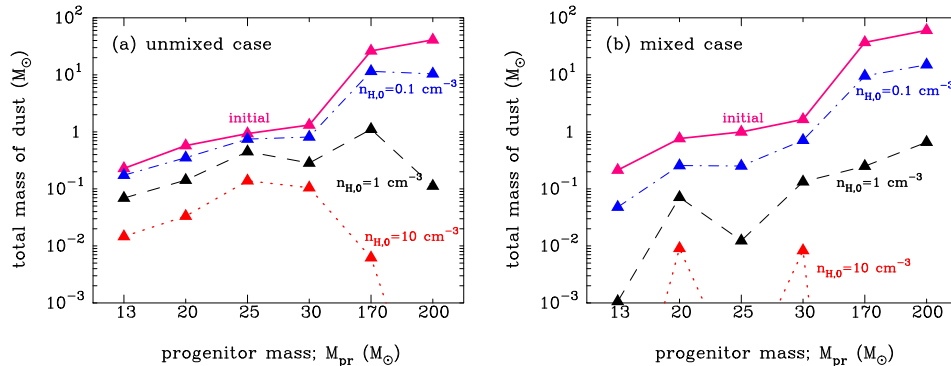 (a) unmixed case
total mass of dust (M⊙)
10²
10¹
1
10⁻¹
10⁻²
10⁻³
initial
n_H,0=0.1 cm⁻³
n_H,0=1 cm⁻³
n_H,0=10 cm⁻³
13 20 25 30 170 200
progenitor mass; M_pr (M⊙)
(b) mixed case
total mass of dust (M⊙)
10²
10¹
1
10⁻¹
10⁻²
10⁻³
initial
n_H,0=0.1 cm⁻³
n_H,0=1 cm⁻³
n_H,0=10 cm⁻³
13 20 25 30 170 200
progenitor mass; M_pr (M⊙)